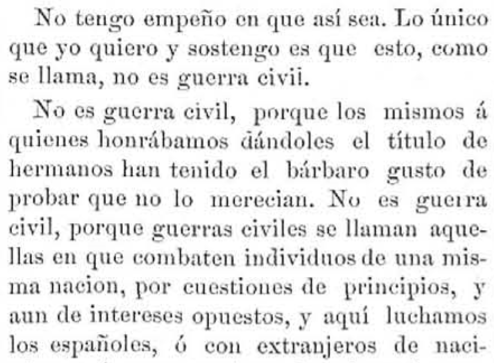 No tengo empeño en que así sea. Lo único
que yo quiero y sostengo es que esto, como
se llama, no es guerra civil.
No es guerra civil, porque los mismos á
quienes honrábamos dándoles el título de
hermanos han tenido el bárbaro gusto de
probar que no lo merecian. No es guerra
civil, porque guerras civiles se llaman aque-
llas en que combaten individuos de una mis-
ma nacion, por cuestiones de principios, y
aun de intereses opuestos, y aquí luchamos
los españoles, ó con extranjeros de naci-